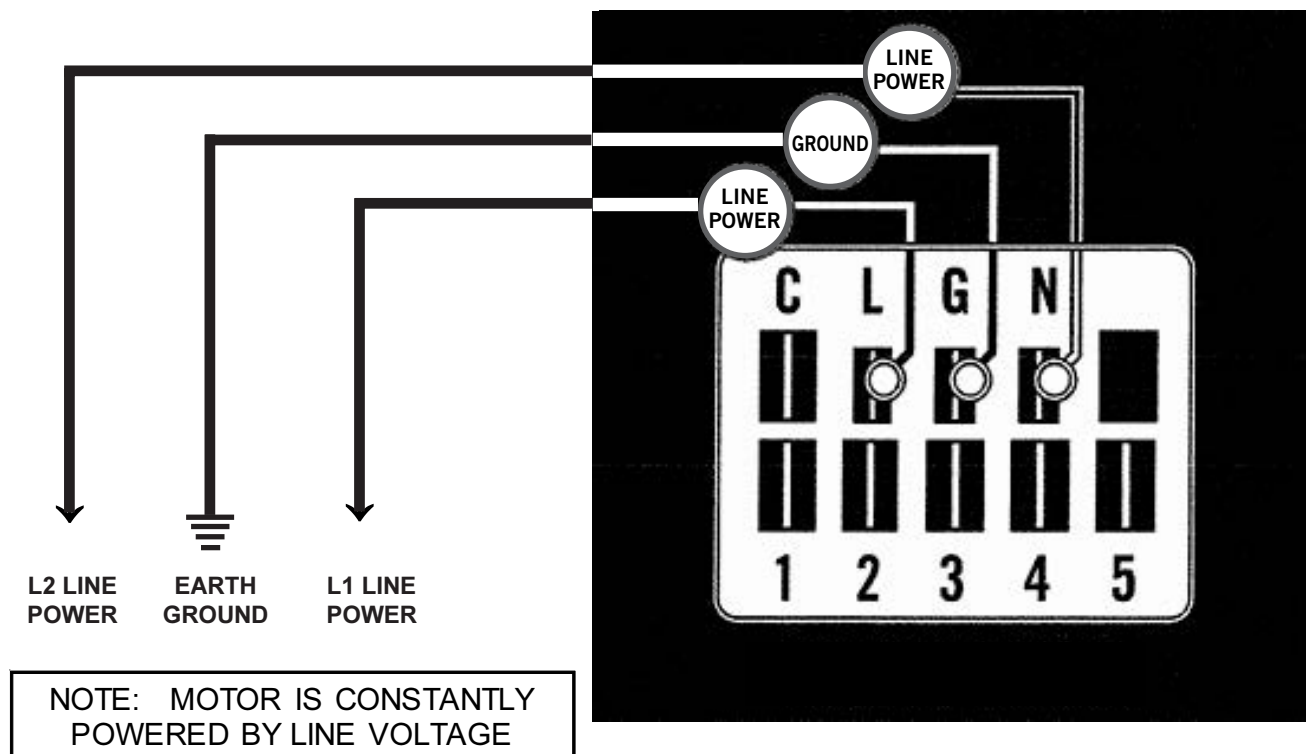 LINE
POWER
GROUND
LINE
POWER
C L G N
1 2 3 4 5
L2 LINE
POWER
EARTH
GROUND
L1 LINE
POWER
NOTE: MOTOR IS CONSTANTLY
POWERED BY LINE VOLTAGE